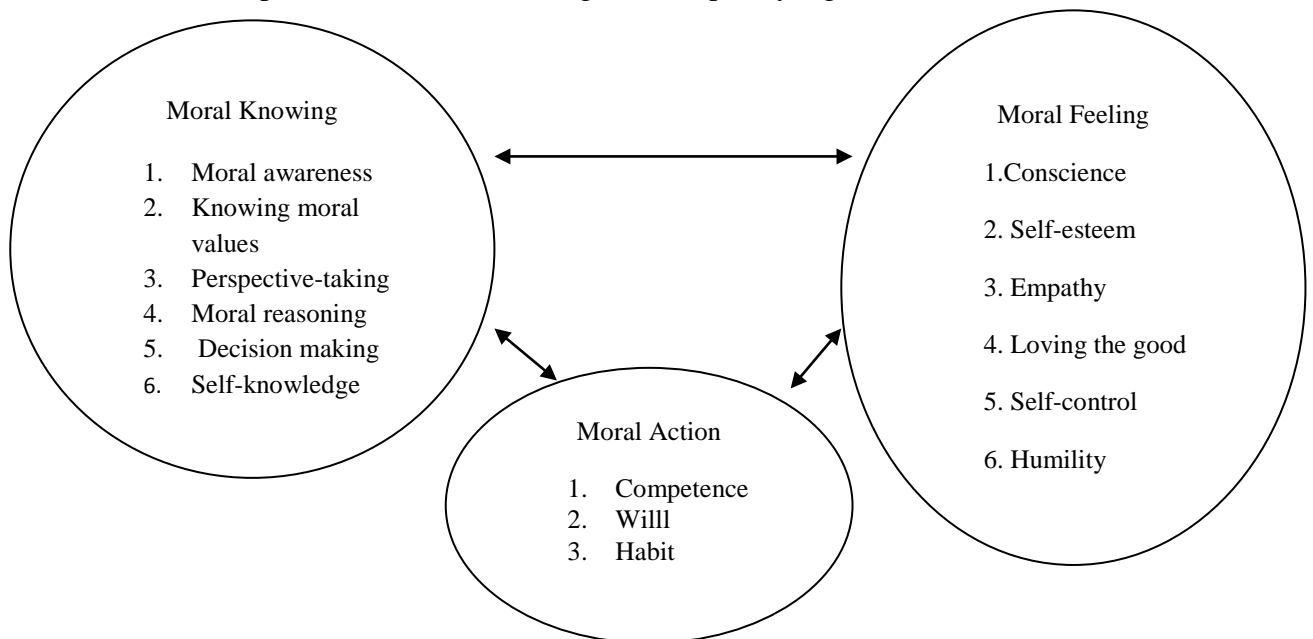 Moral Knowing
1. Moral awareness
2. Knowing moral
values
3. Perspective-taking
4. Moral reasoning
5. Decision making
6. Self-knowledge
Moral Feeling
1.Conscience
2. Self-esteem
3. Empathy
4. Loving the good
5. Self-control
6. Humility
Moral Action
1. Competence
2. Willl
3. Habit